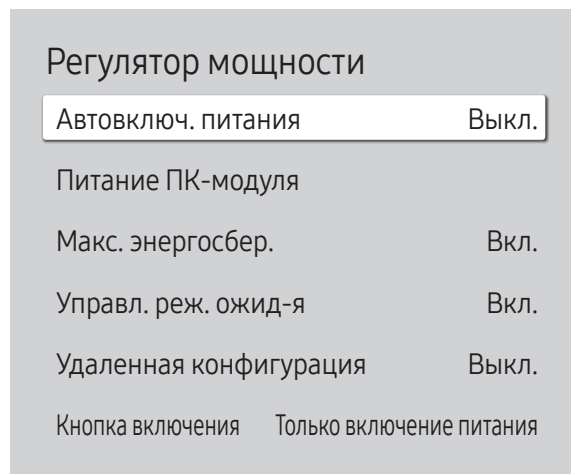 Регулятор мощности
Автовключ. питания Выкл.
Питание ПК-модуля
Макс. энергосбер. Вкл.
Управл. реж. ожид-я Вкл.
Удаленная конфигурация Выкл.
Кнопка включения Только включение питания